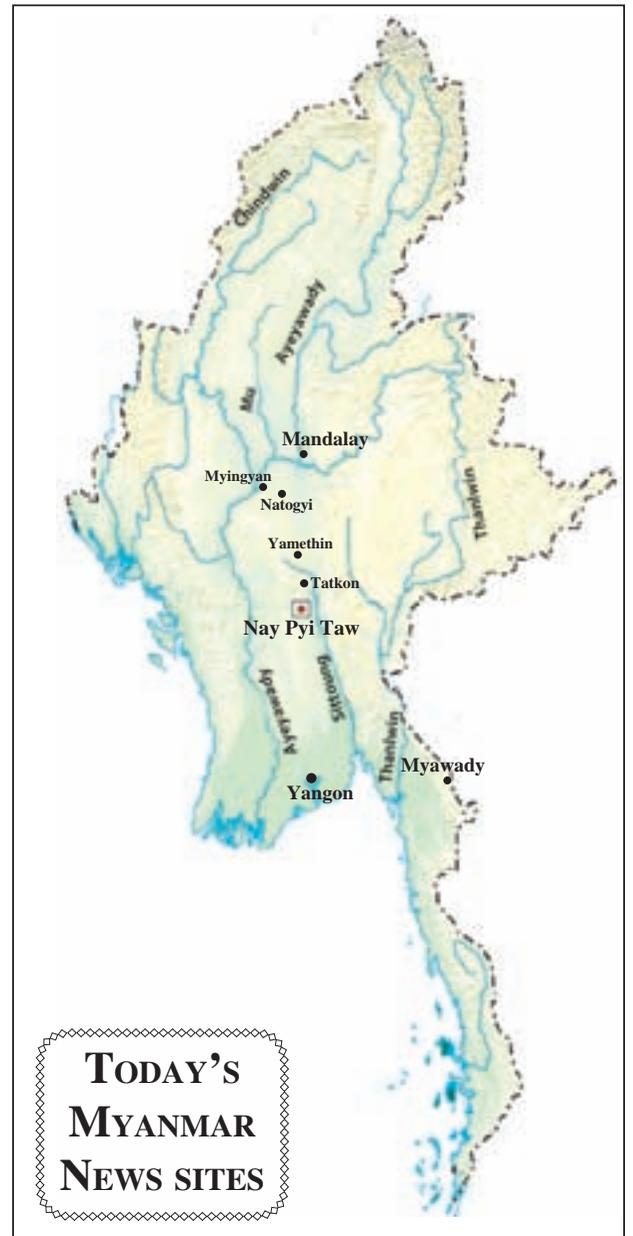 Chindwin
Ayeyawady
Mu
Mandalay
Myingyan
Natogyi
Thanlwin
Yamethin
Tatkon
Nay Pyi Taw
Ayeyawady
Sittoung
Thanlwin
Myawady
Yangon
TODAY'S
MYANMAR
NEWS SITES